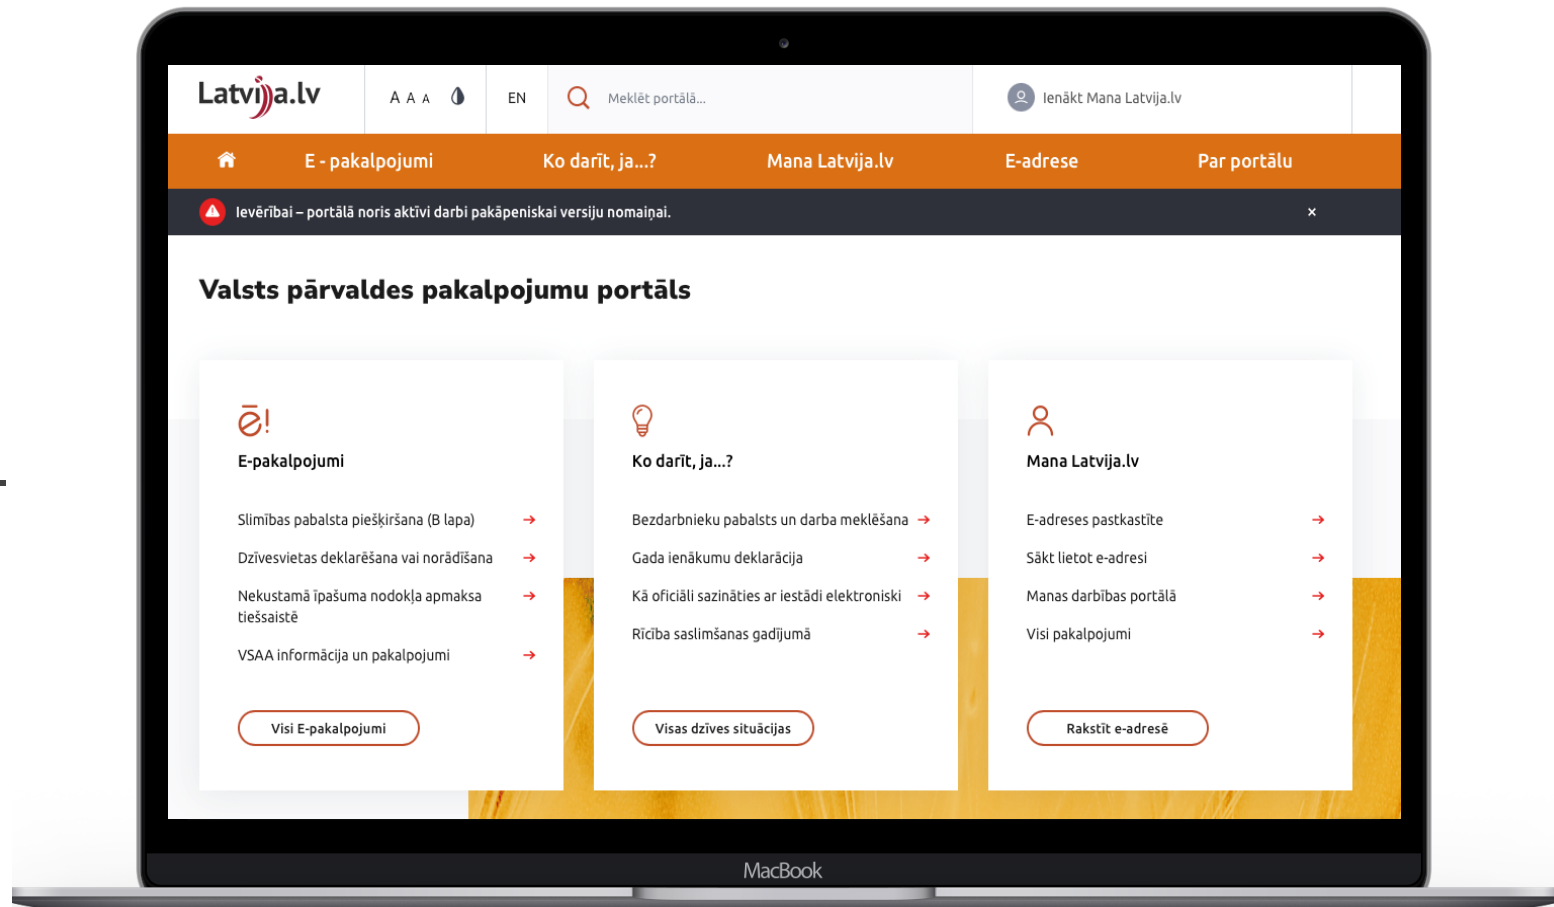 Latvija.lv
A A A
EN
Meklēt portālā...
Ienākt Mana Latvija.lv
E - pakalpojumi
Ko darīt, ja...?
Mana Latvija.lv
E-adrese
Par portālu
Ievērībai – portālā noris aktīvi darbi pakāpeniskai versiju nomaiņai.
×
Valsts pārvaldes pakalpojumu portāls
ē!
E-pakalpojumi
Slimības pabalsta piešķiršana (B lapa)
Dzīvesvietas deklarēšana vai norādīšana
Nekustamā īpašuma nodokļa apmaksa
tiešsaistē
VSAA informācija un pakalpojumi
Visi E-pakalpojumi
Ko darīt, ja...?
Bezdarbnieku pabalsts un darba meklēšana
Gada ienākumu deklarācija
Kā oficiāli sazināties ar iestādi elektroniski
Rīcība saslimšanas gadījumā
Visas dzīves situācijas
Mana Latvija.lv
E-adreses pastkastīte
Sākt lietot e-adresi
Manas darbības portālā
Visi pakalpojumi
Rakstīt e-adresē
MacBook